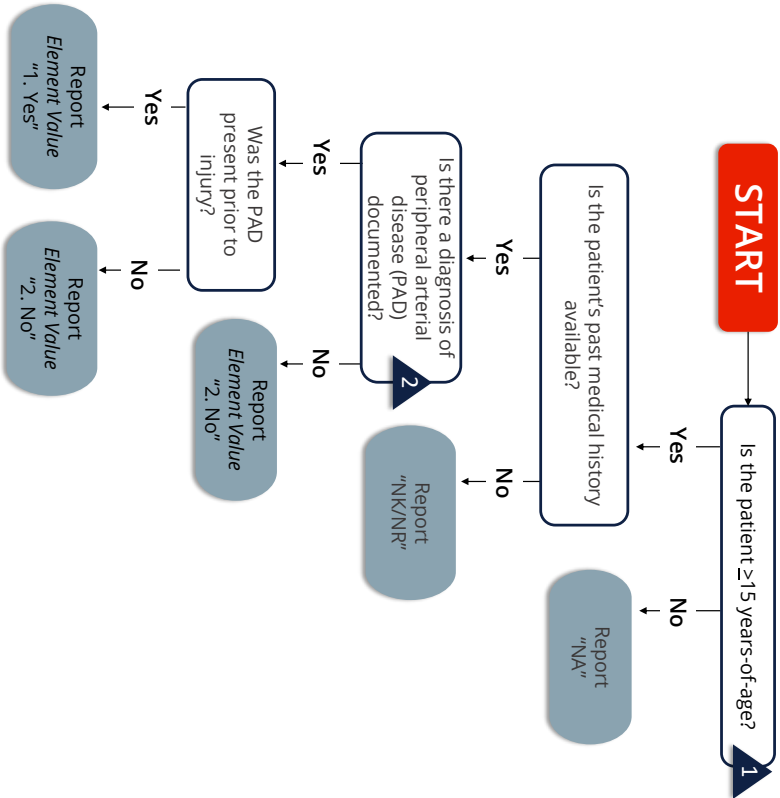 START
Is the patient >15 years-of-age?
1
Yes
No
Is the patient's past medical history
available?
Report
"NA"
Yes
No
Is there a diagnosis of
peripheral arterial
disease (PAD)
documented?
2
Report
"NK/NR"
Yes
No
Was the PAD
present prior to
injury?
Report
Element Value
"2. No"
Yes
No
Report
Element Value
"1. Yes"
Report
Element Value
"2. No"